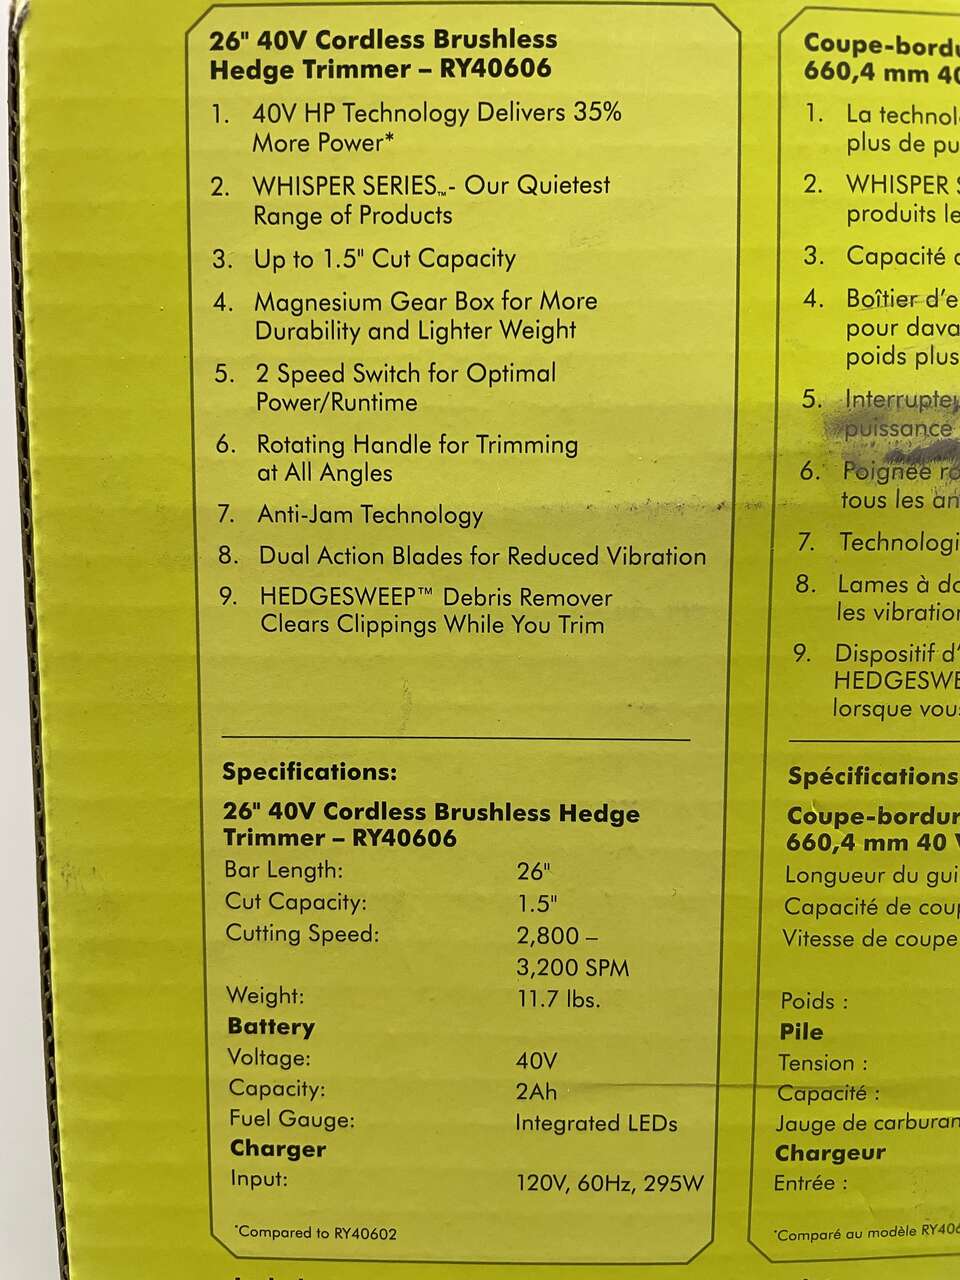 26" 40V Cordless Brushless
Hedge Trimmer – RY40606
1. 40V HP Technology Delivers 35%
More Power*
2. WHISPER SERIES™- Our Quietest
Range of Products
3. Up to 1.5" Cut Capacity
4. Magnesium Gear Box for More
Durability and Lighter Weight
5. 2 Speed Switch for Optimal
Power/Runtime
6. Rotating Handle for Trimming
at All Angles
7. Anti-Jam Technology
8. Dual Action Blades for Reduced Vibration
9. HEDGESWEEP™ Debris Remover
Clears Clippings While You Trim
Specifications:
26" 40V Cordless Brushless Hedge
Trimmer – RY40606
Bar Length: 26"
Cut Capacity: 1.5"
Cutting Speed: 2,800 –
3,200 SPM
Weight: 11.7 lbs.
Battery
Voltage: 40V
Capacity: 2Ah
Fuel Gauge: Integrated LEDs
Charger
Input: 120V, 60Hz, 295W
*Compared to RY40602
Coupe-bordu
660,4 mm 40
1. La technol
plus de pu
2. WHISPER
produits le
3. Capacité
4. Boîtier d'e
pour dava
poids plus
5. Interrupteu
puissance
6. Poignée ro
tous les an
7. Technologi
8. Lames à do
les vibration
9. Dispositif d'
HEDGESWE
lorsque vous
Spécifications
Coupe-bordur
660,4 mm 40 V
Longueur du gui
Capacité de coup
Vitesse de coupe
Poids :
Pile
Tension :
Capacité :
Jauge de carburan
Chargeur
Entrée :
*Comparé au modèle RY406